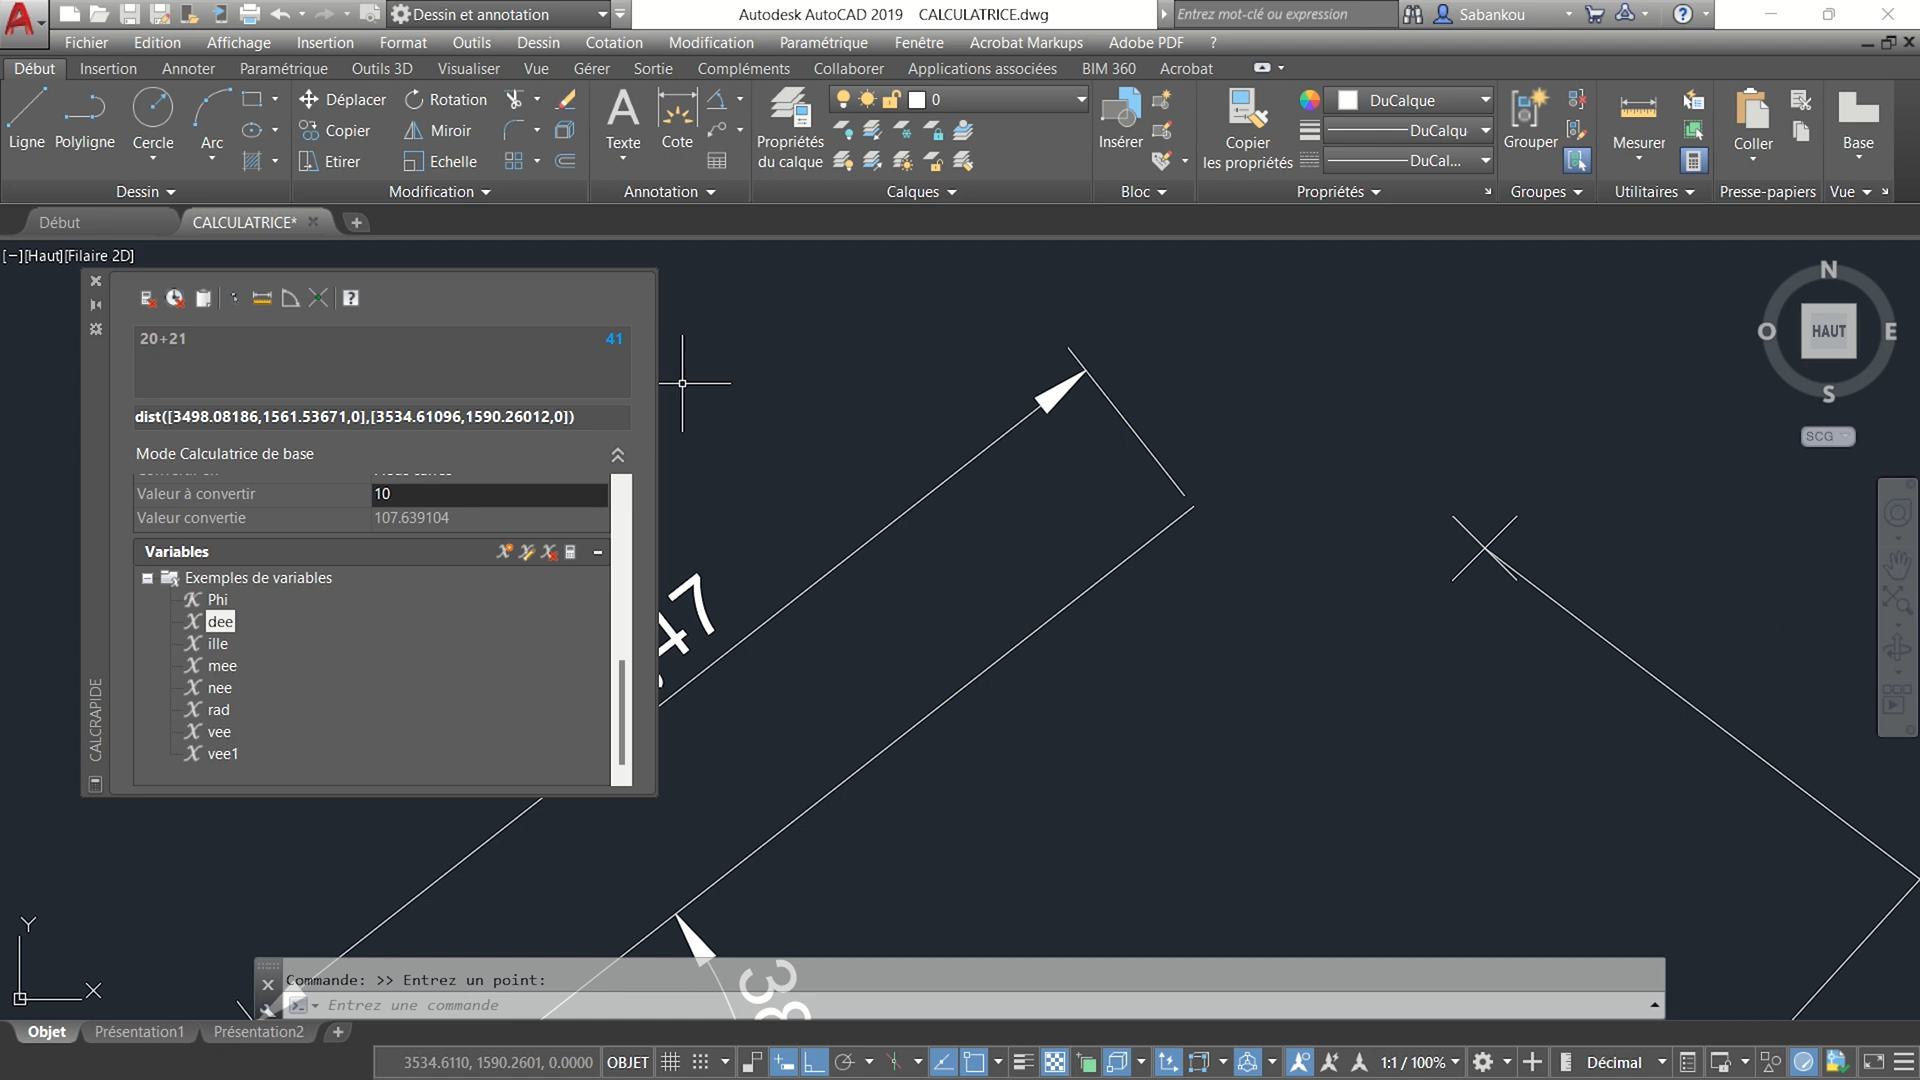 Dessin et annotation
Autodesk AutoCAD 2019 CALCULATRICE.dwg
Entrez mot-clé ou expression
Sabankou
Fichier Edition Affichage Insertion Format Outils Dessin Cotation Modification Paramétrique Fenêtre Acrobat Markups Adobe PDF ?
Début Insertion Annoter Paramétrique Outils 3D Visualiser Vue Gérer Sortie Compléments Collaborer Applications associées BIM 360 Acrobat
Ligne Polyligne Cercle Arc
Déplacer Rotation
Copier Miroir
Etirer Echelle
Texte Cote
Propriétés
du calque
0
Insérer
Copier
les propriétés
DuCalque
DuCalqu
DuCal...
Grouper
Mesurer
Coller
Base
Dessin Modification Annotation Calques Bloc Propriétés Groupes Utilitaires Presse-papiers Vue
Début CALCULATRICE*
[−][Haut][Filaire 2D]
20+21 41
dist([3498.08186,1561.53671,0],[3534.61096,1590.26012,0])
Mode Calculatrice de base
Valeur à convertir 10
Valeur convertie 107.639104
Variables
Exemples de variables
Phi
dee
ille
mee
nee
rad
vee
vee1
CALCRAPIDE
47
38
N
O HAUT E
S
SCG
Y
X
Commande: >> Entrez un point:
Entrez une commande
Objet Présentation1 Présentation2
3534.6110, 1590.2601, 0.0000 OBJET 1:1 / 100% Décimal